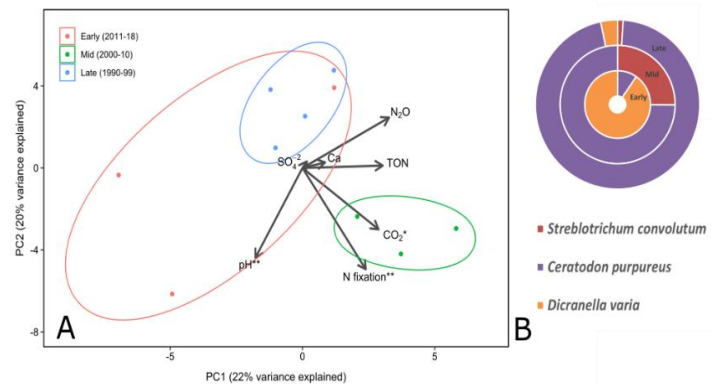 Early (2011-18)
Mid (2000-10)
Late (1990-99)
4
0
-4
-8
PC2 (20% variance explained)
N₂O
SO₄⁻²
Ca
TON
CO₂*
pH**
N fixation**
A
-5
0
5
PC1 (22% variance explained)
B
Late
Mid
Early
Streblotrichum convolutum
Ceratodon purpureus
Dicranella varia